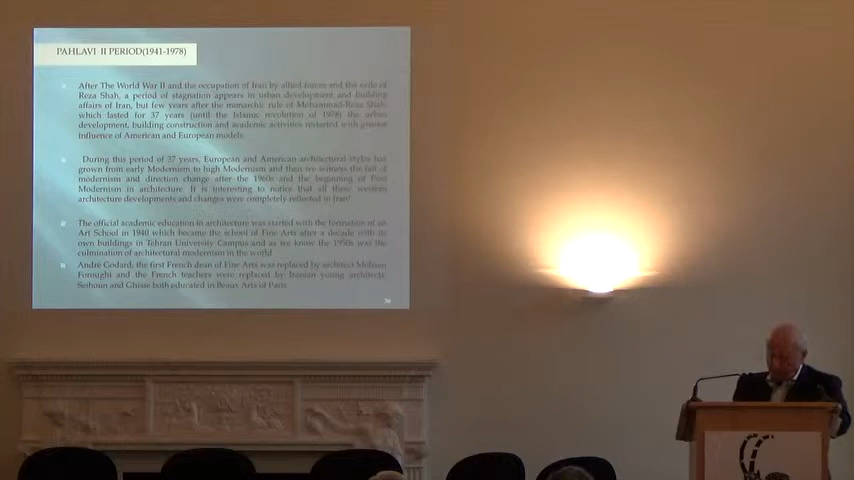 PAHLAVI II PERIOD(1941-1978)
After The World War II and the occupation of Iran by allied forces and the exile of
Reza Shah, a period of stagnation appears in urban development and building
affairs of Iran, but few years after the monarchic rule of Mohammad-Reza Shah,
which lasted for 37 years (until the Islamic revolution of 1978) the urban
development, building construction and academic activities restarted with greater
influence of American and European models.
During this period of 37 years, European and American architectural styles has
grown from early Modernism to high Modernism and then we witness the fall of
modernism and direction change after the 1960s and the beginning of Post
Modernism in architecture. It is interesting to notice that all these western
architecture developments and changes were completely reflected in Iran!
The official academic education in architecture was started with the formation of an
Art School in 1940 which became the school of Fine Arts after a decade with its
own buildings in Tehran University Campus and as we know the 1950s was the
culmination of architectural modernism in the world
André Godard, the first French dean of Fine Arts was replaced by architect Mohsen
Foroughi and the French teachers were replaced by Iranian young architects,
Seihoun and Ghiase both educated in Beaux Arts of Paris.
36